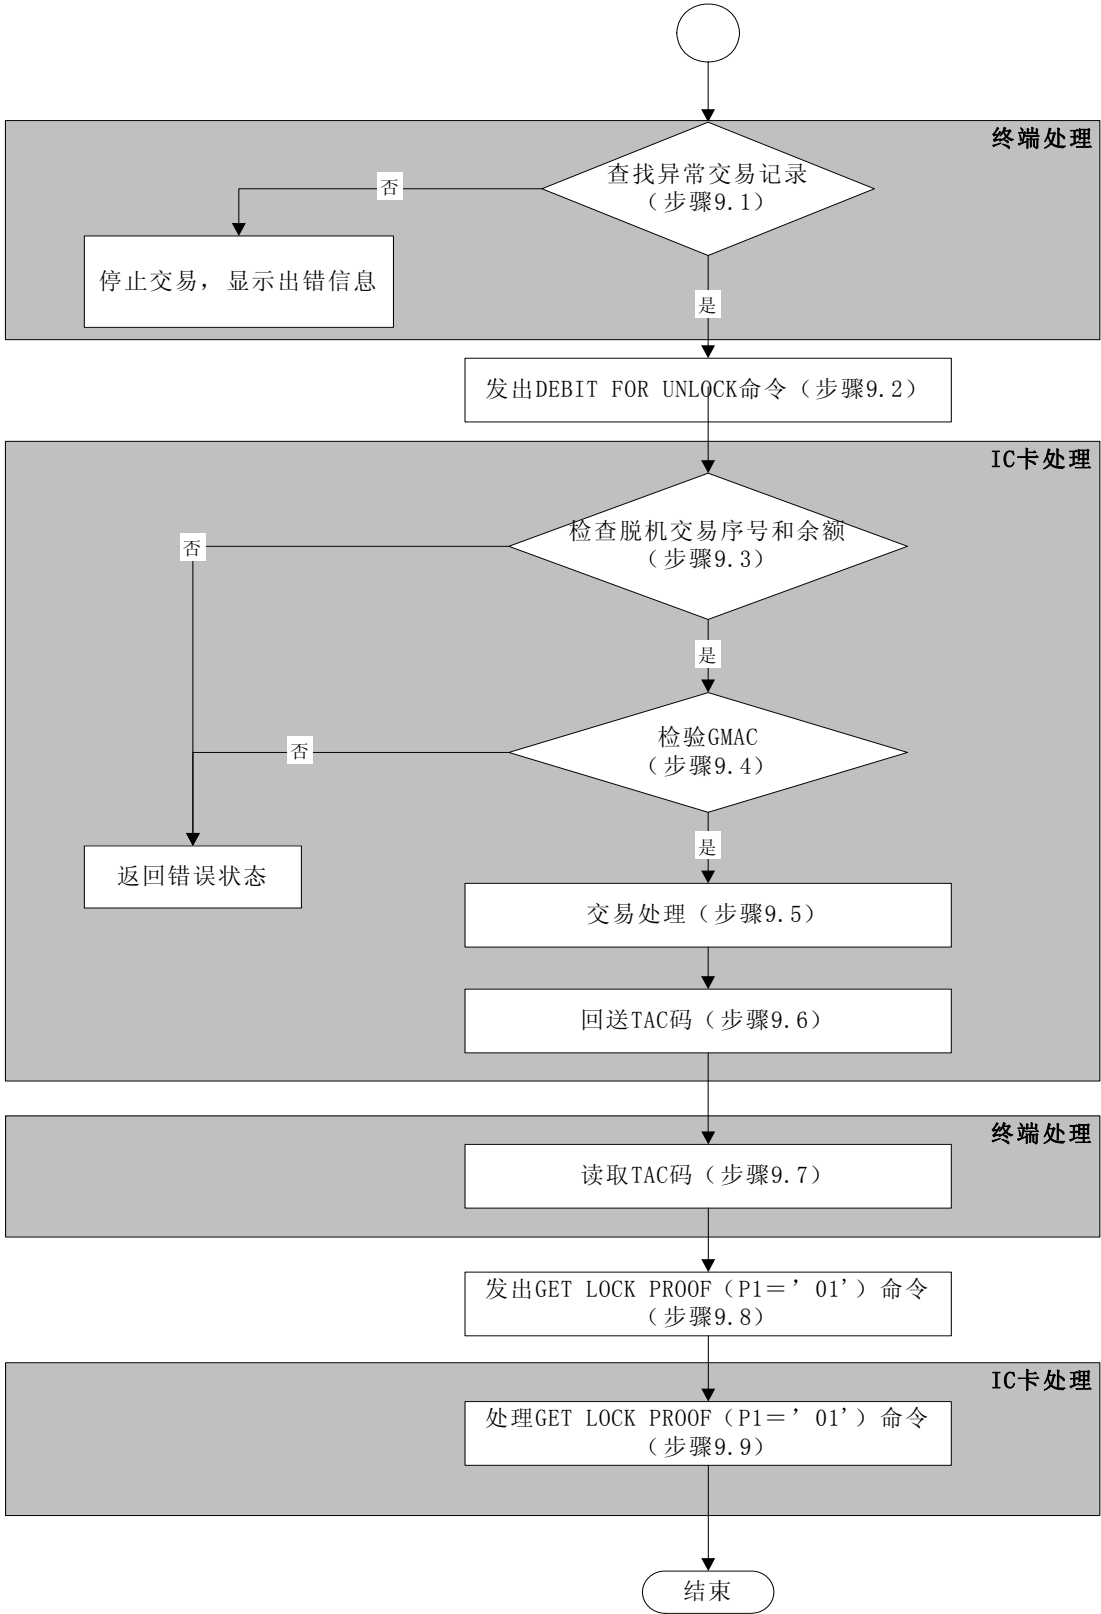 终端处理
查找异常交易记录
（步骤9.1）
否
停止交易，显示出错信息
是
发出DEBIT FOR UNLOCK命令（步骤9.2）
IC卡处理
检查脱机交易序号和余额
（步骤9.3）
否
是
检验GMAC
（步骤9.4）
否
是
返回错误状态
交易处理（步骤9.5）
回送TAC码（步骤9.6）
终端处理
读取TAC码（步骤9.7）
发出GET LOCK PROOF（P1＝’01'）命令
（步骤9.8）
IC卡处理
处理GET LOCK PROOF（P1＝’01'）命令
（步骤9.9）
结束